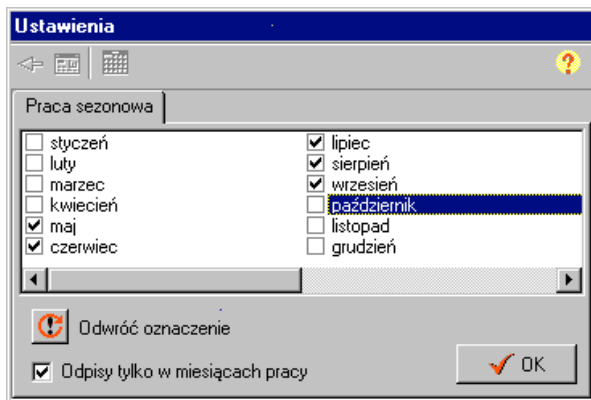 Ustawienia
Praca sezonowa
styczeń
luty
marzec
kwiecień
maj
czerwiec
lipiec
sierpień
wrzesień
październik
listopad
grudzień
Odwróć oznaczenie
Odpisy tylko w miesiącach pracy
OK